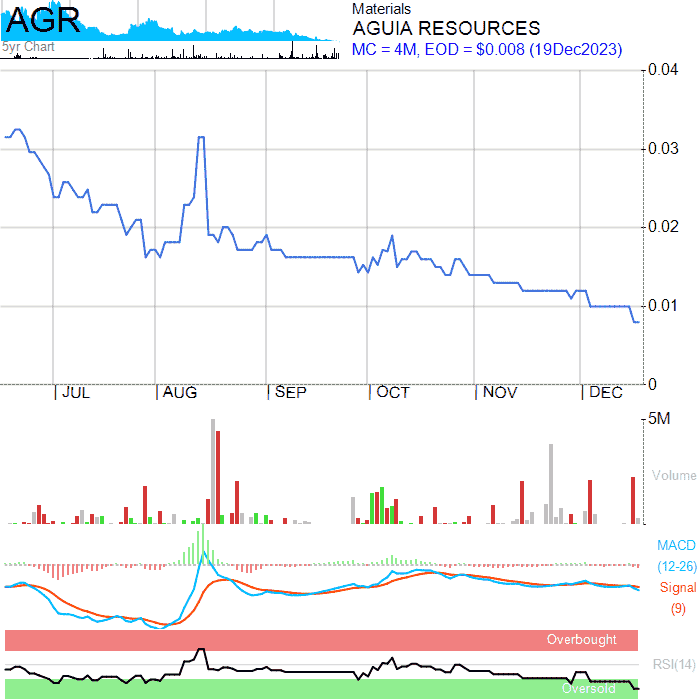 AGR
5yr Chart
Materials
AGUIA RESOURCES
MC = 4M, EOD = $0.008 (19Dec2023)
0.04
0.03
0.02
0.01
0
JUL AUG SEP OCT NOV DEC
5M
Volume
MACD
(12-26)
Signal
(9)
Overbought
RSI(14)
Oversold